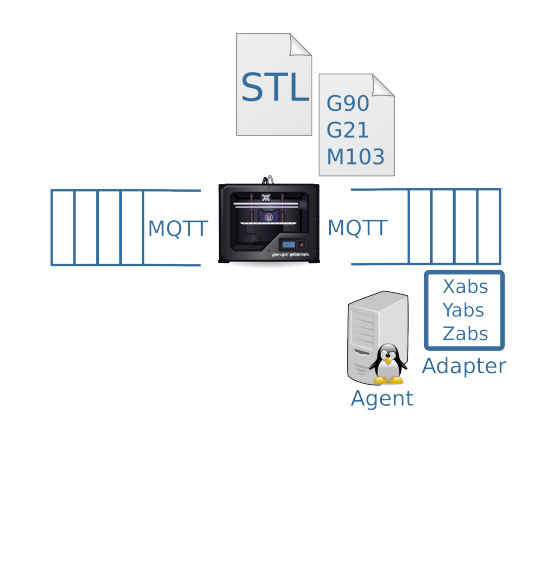 STL
G90
G21
M103
MQTT
MQTT
Xabs
Yabs
Zabs
Adapter
Agent